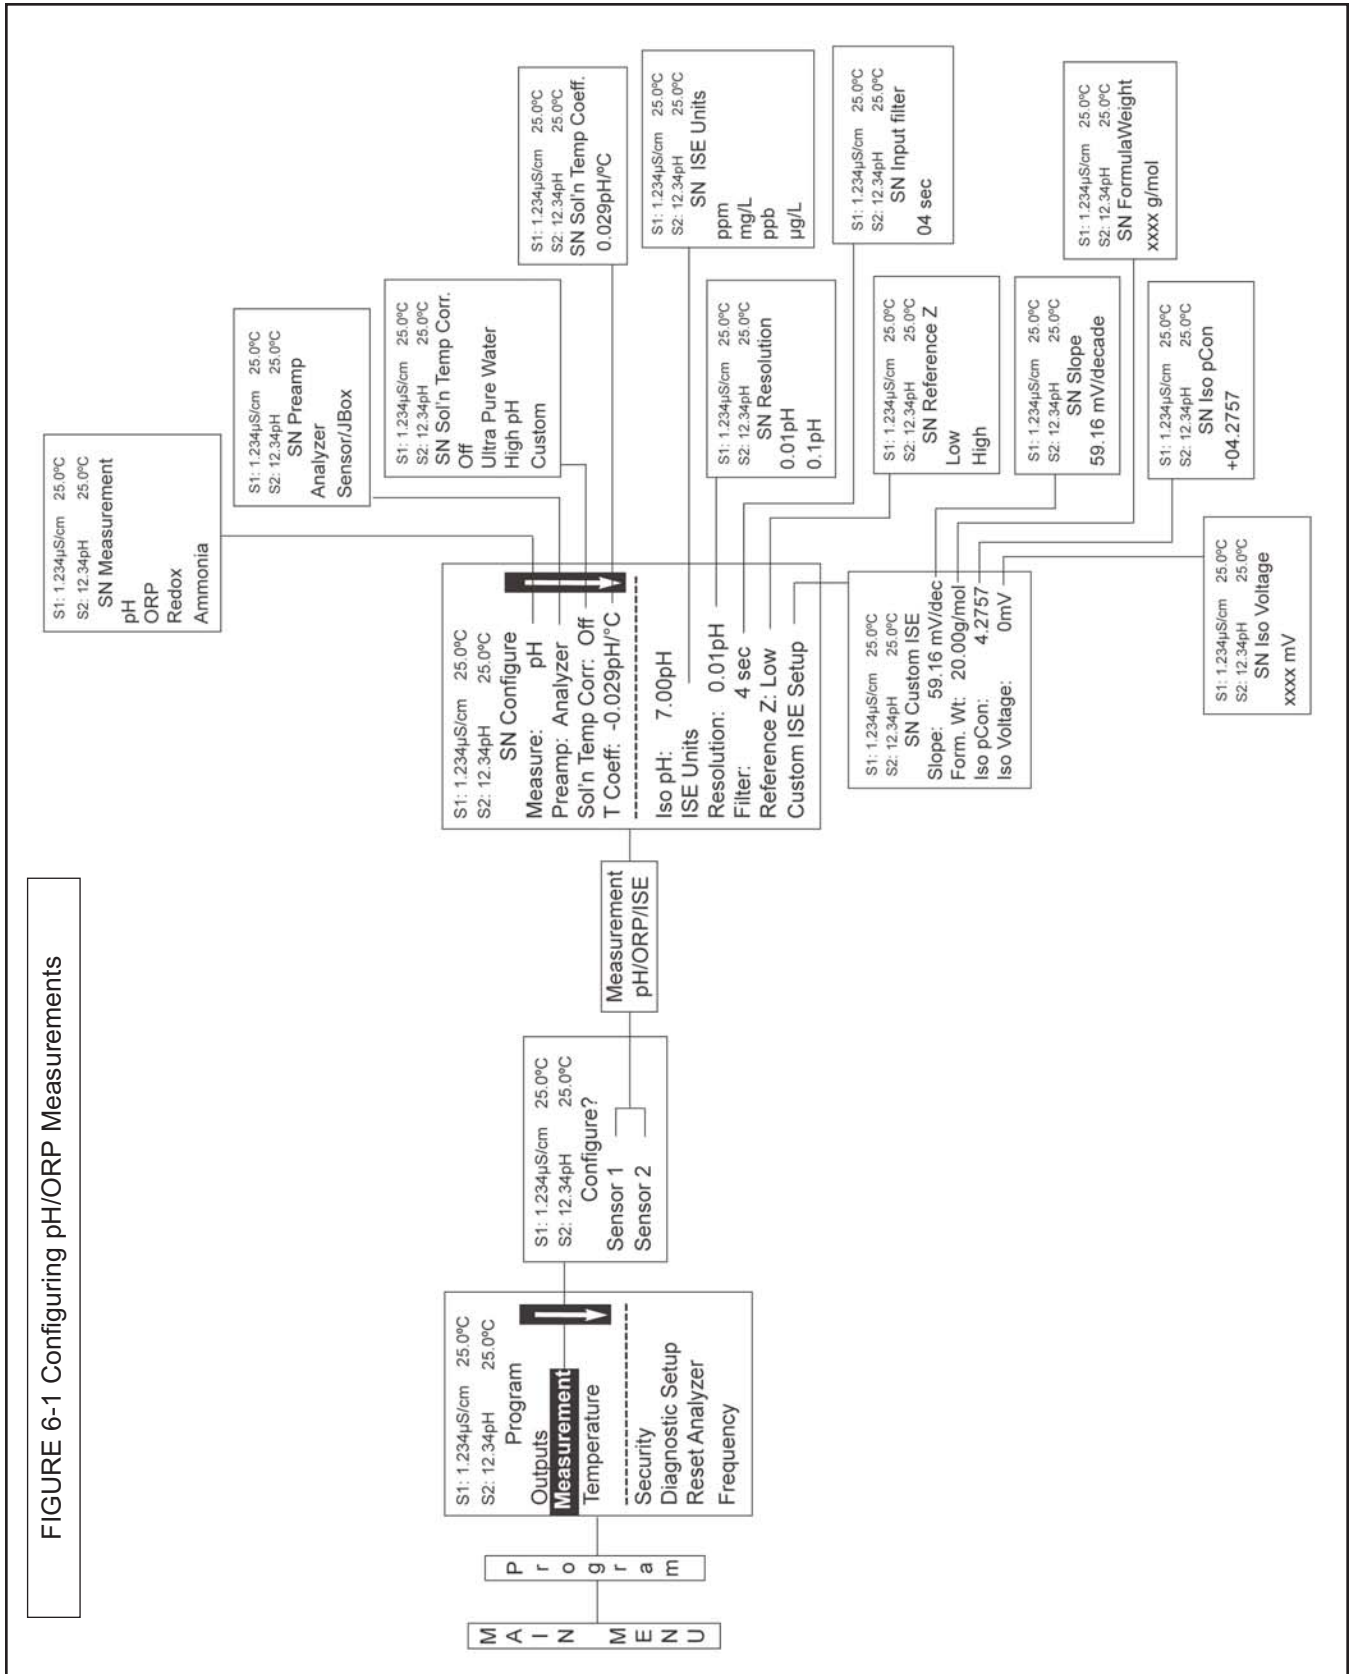 FIGURE 6-1 Configuring pH/ORP Measurements
MAIN MENU
Program
S1: 1.234µS/cm 25.0ºC
S2: 12.34pH 25.0ºC
Program
Outputs
Measurement
Temperature
Security
Diagnostic Setup
Reset Analyzer
Frequency
S1: 1.234µS/cm 25.0ºC
S2: 12.34pH 25.0ºC
Configure?
Sensor 1
Sensor 2
Measurement
pH/ORP/ISE
S1: 1.234µS/cm 25.0ºC
S2: 12.34pH 25.0ºC
SN Configure
Measure: pH
Preamp: Analyzer
Sol'n Temp Corr: Off
T Coeff: -0.029pH/°C
Iso pH: 7.00pH
ISE Units
Resolution: 0.01pH
Filter: 4 sec
Reference Z: Low
Custom ISE Setup
S1: 1.234µS/cm 25.0ºC
S2: 12.34pH 25.0ºC
SN Measurement
pH
ORP
Redox
Ammonia
S1: 1.234µS/cm 25.0ºC
S2: 12.34pH 25.0ºC
SN Preamp
Analyzer
Sensor/JBox
S1: 1.234µS/cm 25.0ºC
S2: 12.34pH 25.0ºC
SN Sol'n Temp Corr.
Off
Ultra Pure Water
High pH
Custom
S1: 1.234µS/cm 25.0ºC
S2: 12.34pH 25.0ºC
SN Sol'n Temp Coeff.
0.029pH/ºC
S1: 1.234µS/cm 25.0ºC
S2: 12.34pH 25.0ºC
SN ISE Units
ppm
mg/L
ppb
µg/L
S1: 1.234µS/cm 25.0ºC
S2: 12.34pH 25.0ºC
SN Resolution
0.01pH
0.1pH
S1: 1.234µS/cm 25.0ºC
S2: 12.34pH 25.0ºC
SN Input filter
04 sec
S1: 1.234µS/cm 25.0ºC
S2: 12.34pH 25.0ºC
SN Reference Z
Low
High
S1: 1.234µS/cm 25.0ºC
S2: 12.34pH 25.0ºC
SN Custom ISE
Slope: 59.16 mV/dec
Form. Wt: 20.00g/mol
Iso pCon: 4.2757
Iso Voltage: 0mV
S1: 1.234µS/cm 25.0ºC
S2: 12.34pH 25.0ºC
SN Slope
59.16 mV/decade
S1: 1.234µS/cm 25.0ºC
S2: 12.34pH 25.0ºC
SN FormulaWeight
xxxx g/mol
S1: 1.234µS/cm 25.0ºC
S2: 12.34pH 25.0ºC
SN Iso pCon
+04.2757
S1: 1.234µS/cm 25.0ºC
S2: 12.34pH 25.0ºC
SN Iso Voltage
xxxx mV